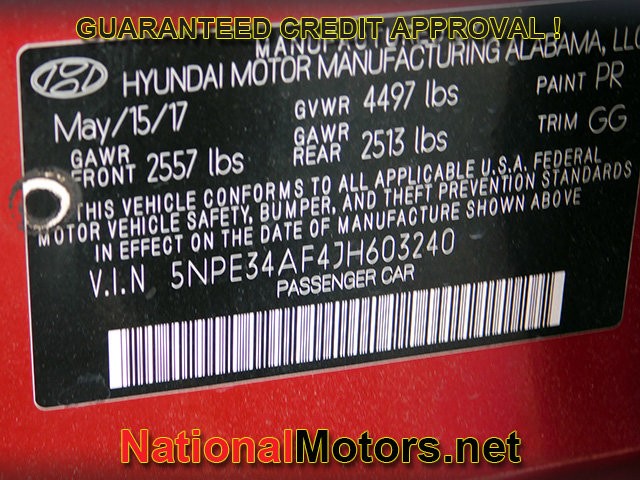 GUARANTEED CREDIT APPROVAL !
HYUNDAI MOTOR MANUFACTURING ALABAMA, LLC
May/15/17 GVWR 4497 lbs PAINT PR
GAWR FRONT 2557 lbs GAWR REAR 2513 lbs TRIM GG
THIS VEHICLE CONFORMS TO ALL APPLICABLE U.S.A. FEDERAL
MOTOR VEHICLE SAFETY, BUMPER, AND THEFT PREVENTION STANDARDS
IN EFFECT ON THE DATE OF MANUFACTURE SHOWN ABOVE
V.I.N 5NPE34AF4JH603240
PASSENGER CAR
NationalMotors.net